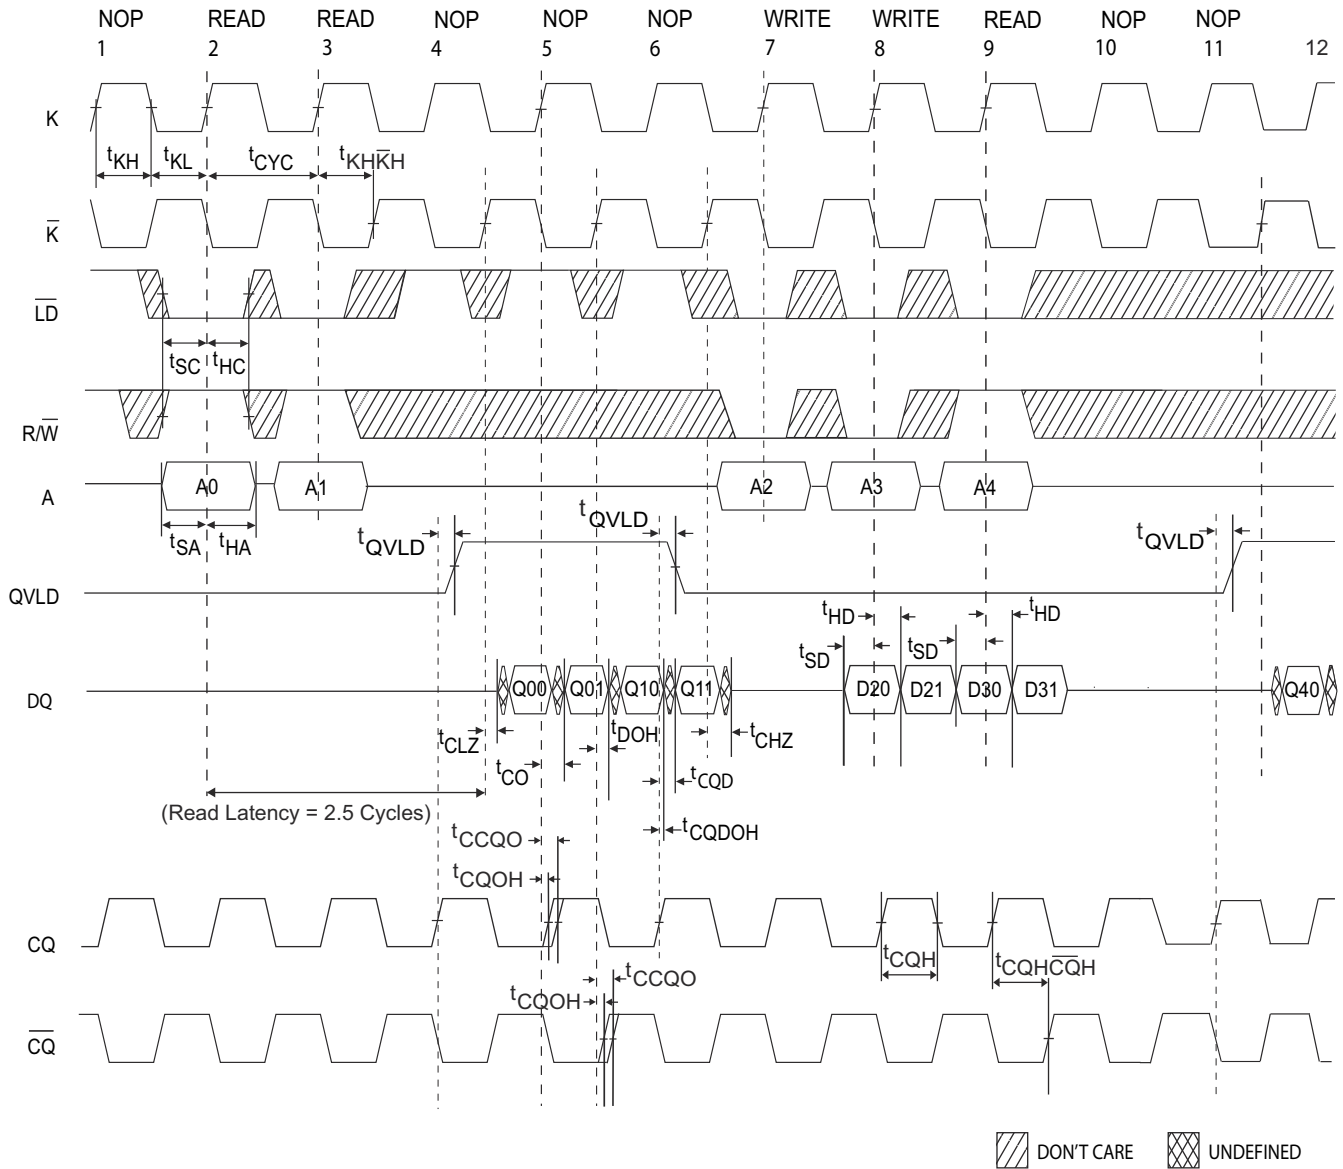 NOP READ READ NOP NOP NOP WRITE WRITE READ NOP NOP
1 2 3 4 5 6 7 8 9 10 11 12
K
tKH tKL tCYC tKHK̅H
K̅
L̅D̅
tSC tHC
R/W̅
A A0 A1 A2 A3 A4
tSA tHA tQVLD tQVLD tQVLD
QVLD
tHD tHD
tSD tSD
DQ Q00 Q01 Q10 Q11 D20 D21 D30 D31 Q40
tCLZ tDOH tCHZ
tCO tCQD
(Read Latency = 2.5 Cycles)
tCQDOH
tCCQO
tCQOH
CQ
tCQH tCQHC̅Q̅H
tCCQO
tCQOH
C̅Q̅
DON'T CARE UNDEFINED